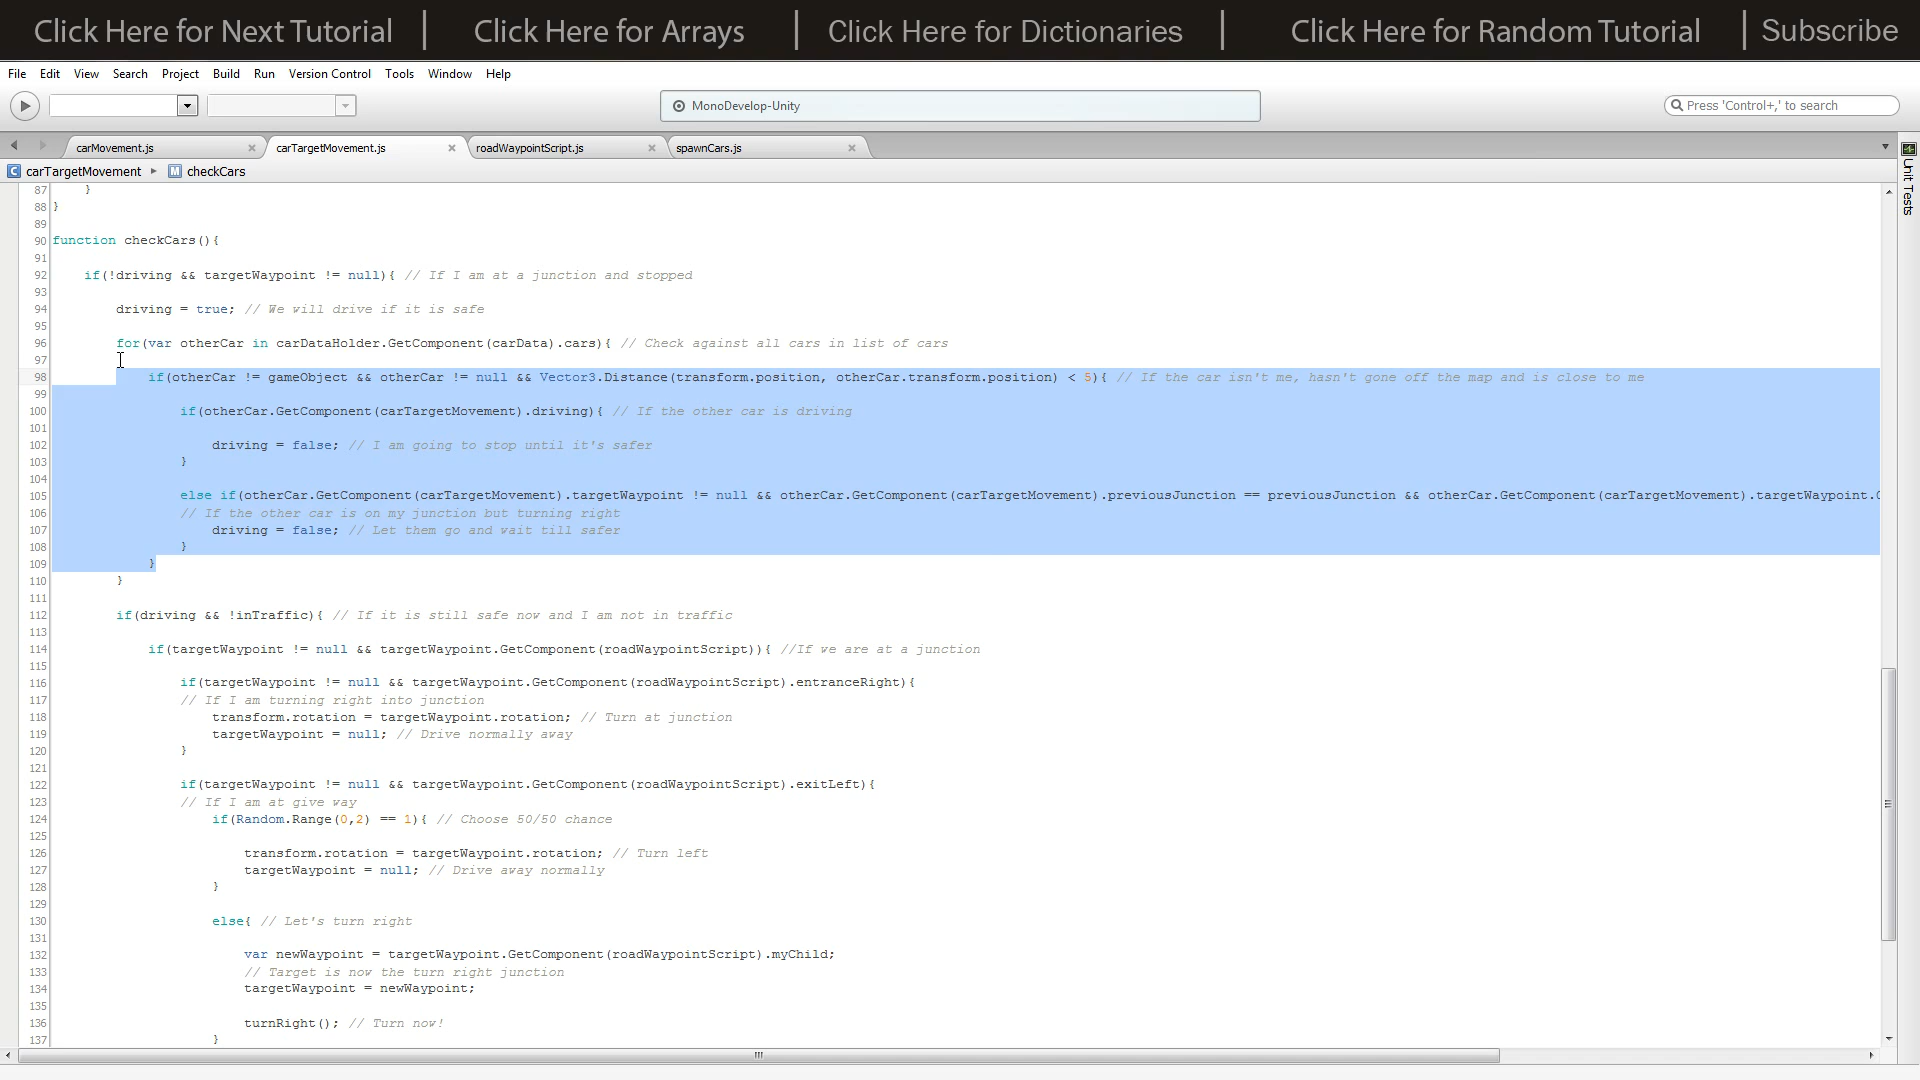 Click Here for Next Tutorial | Click Here for Arrays | Click Here for Dictionaries | Click Here for Random Tutorial | Subscribe
File Edit View Search Project Build Run Version Control Tools Window Help
MonoDevelop-Unity
Press 'Control+,' to search
carMovement.js carTargetMovement.js roadWaypointScript.js spawnCars.js
C carTargetMovement M checkCars
Unit Tests
87 }
88 }
89
90 function checkCars(){
91
92 if(!driving && targetWaypoint != null){ // If I am at a junction and stopped
93
94 driving = true; // We will drive if it is safe
95
96 for(var otherCar in carDataHolder.GetComponent(carData).cars){ // Check against all cars in list of cars
97
98 if(otherCar != gameObject && otherCar != null && Vector3.Distance(transform.position, otherCar.transform.position) < 5){ // If the car isn't me, hasn't gone off the map and is close to me
99
100 if(otherCar.GetComponent(carTargetMovement).driving){ // If the other car is driving
101
102 driving = false; // I am going to stop until it's safer
103 }
104
105 else if(otherCar.GetComponent(carTargetMovement).targetWaypoint != null && otherCar.GetComponent(carTargetMovement).previousJunction == previousJunction && otherCar.GetComponent(carTargetMovement).targetWaypoint.
106 // If the other car is on my junction but turning right
107 driving = false; // Let them go and wait till safer
108 }
109 }
110 }
111
112 if(driving && !inTraffic){ // If it is still safe now and I am not in traffic
113
114 if(targetWaypoint != null && targetWaypoint.GetComponent(roadWaypointScript)){ //If we are at a junction
115
116 if(targetWaypoint != null && targetWaypoint.GetComponent(roadWaypointScript).entranceRight){
117 // If I am turning right into junction
118 transform.rotation = targetWaypoint.rotation; // Turn at junction
119 targetWaypoint = null; // Drive normally away
120 }
121
122 if(targetWaypoint != null && targetWaypoint.GetComponent(roadWaypointScript).exitLeft){
123 // If I am at give way
124 if(Random.Range(0,2) == 1){ // Choose 50/50 chance
125
126 transform.rotation = targetWaypoint.rotation; // Turn left
127 targetWaypoint = null; // Drive away normally
128 }
129
130 else{ // Let's turn right
131
132 var newWaypoint = targetWaypoint.GetComponent(roadWaypointScript).myChild;
133 // Target is now the turn right junction
134 targetWaypoint = newWaypoint;
135
136 turnRight(); // Turn now!
137 }